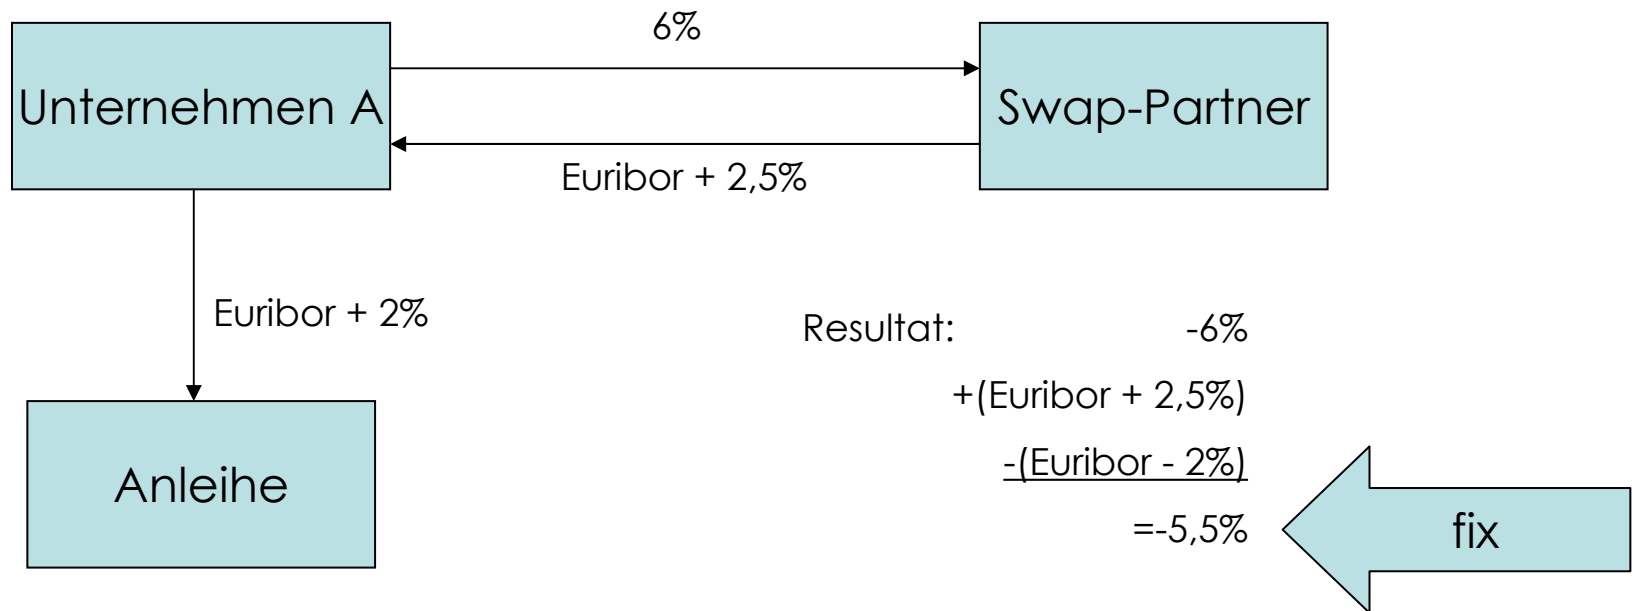 6%
Unternehmen A
Swap-Partner
Euribor + 2,5%
Euribor + 2%
Resultat: -6%
+(Euribor + 2,5%)
-(Euribor - 2%)
Anleihe
=-5,5%
fix